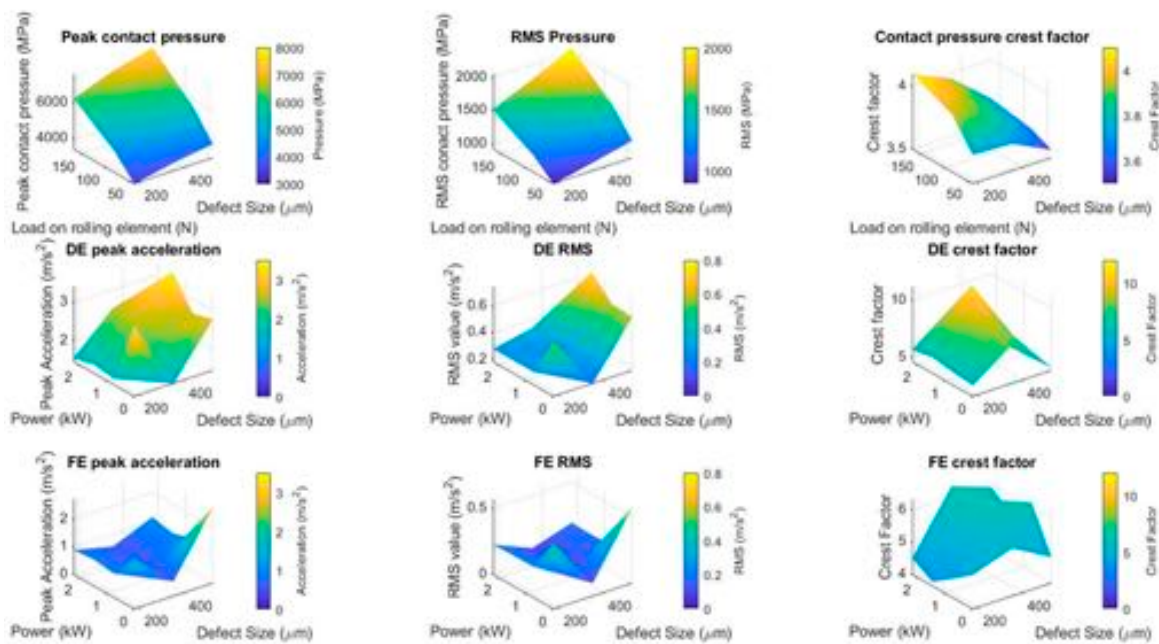 Peak contact pressure
Peak contact pressure (MPa)
6000
4000
150
100
50
200
400
Load on rolling element (N)
Defect Size (μm)
8000
7000
6000
5000
4000
3000
Pressure (MPa)
RMS Pressure
RMS conact pressure (MPa)
2000
1500
1000
150
100
50
200
400
Load on rolling element (N)
Defect Size (μm)
2000
1500
1000
RMS (MPa)
Contact pressure crest factor
Crest factor
4
3.5
150
100
50
200
400
Load on rolling element (N)
Defect Size (μm)
4
3.8
3.6
Crest Factor
DE peak acceleration
Peak Acceleration (m/s²)
3
2
2
1
0
200
400
Power (kW)
Defect Size (μm)
3
2
1
0
Acceleration (m/s²)
DE RMS
RMS value (m/s²)
0.6
0.4
0.2
2
1
0
200
400
Power (kW)
Defect Size (μm)
0.8
0.6
0.4
0.2
0
RMS (m/s²)
DE crest factor
Crest factor
10
5
2
1
0
200
400
Power (kW)
Defect Size (μm)
10
5
0
Crest Factor
FE peak acceleration
Peak Acceleration (m/s²)
2
1
0
2
1
0
200
400
Power (kW)
Defect Size (μm)
3
2
1
0
Acceleration (m/s²)
FE RMS
RMS value (m/s²)
0.5
0
2
1
0
200
400
Power (kW)
Defect Size (μm)
0.8
0.6
0.4
0.2
0
RMS (m/s²)
FE crest factor
Crest Factor
6
5
4
2
1
0
200
400
Power (kW)
Defect Size (μm)
10
5
0
Crest Factor